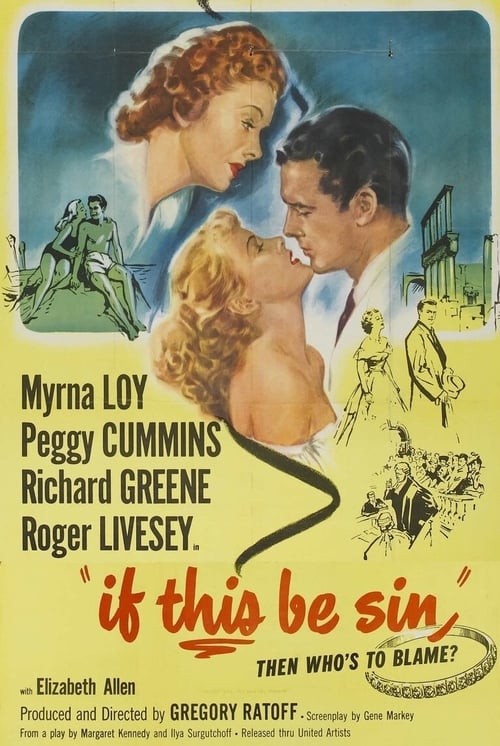 Myrna LOY
Peggy CUMMINS
Richard GREENE
Roger LIVESEY in
"if this be sin"
THEN WHO'S TO BLAME?
with Elizabeth Allen
Produced and Directed by GREGORY RATOFF • Screenplay by Gene Markey
From a play by Margaret Kennedy and Ilya Surgutchoff • Released thru United Artists